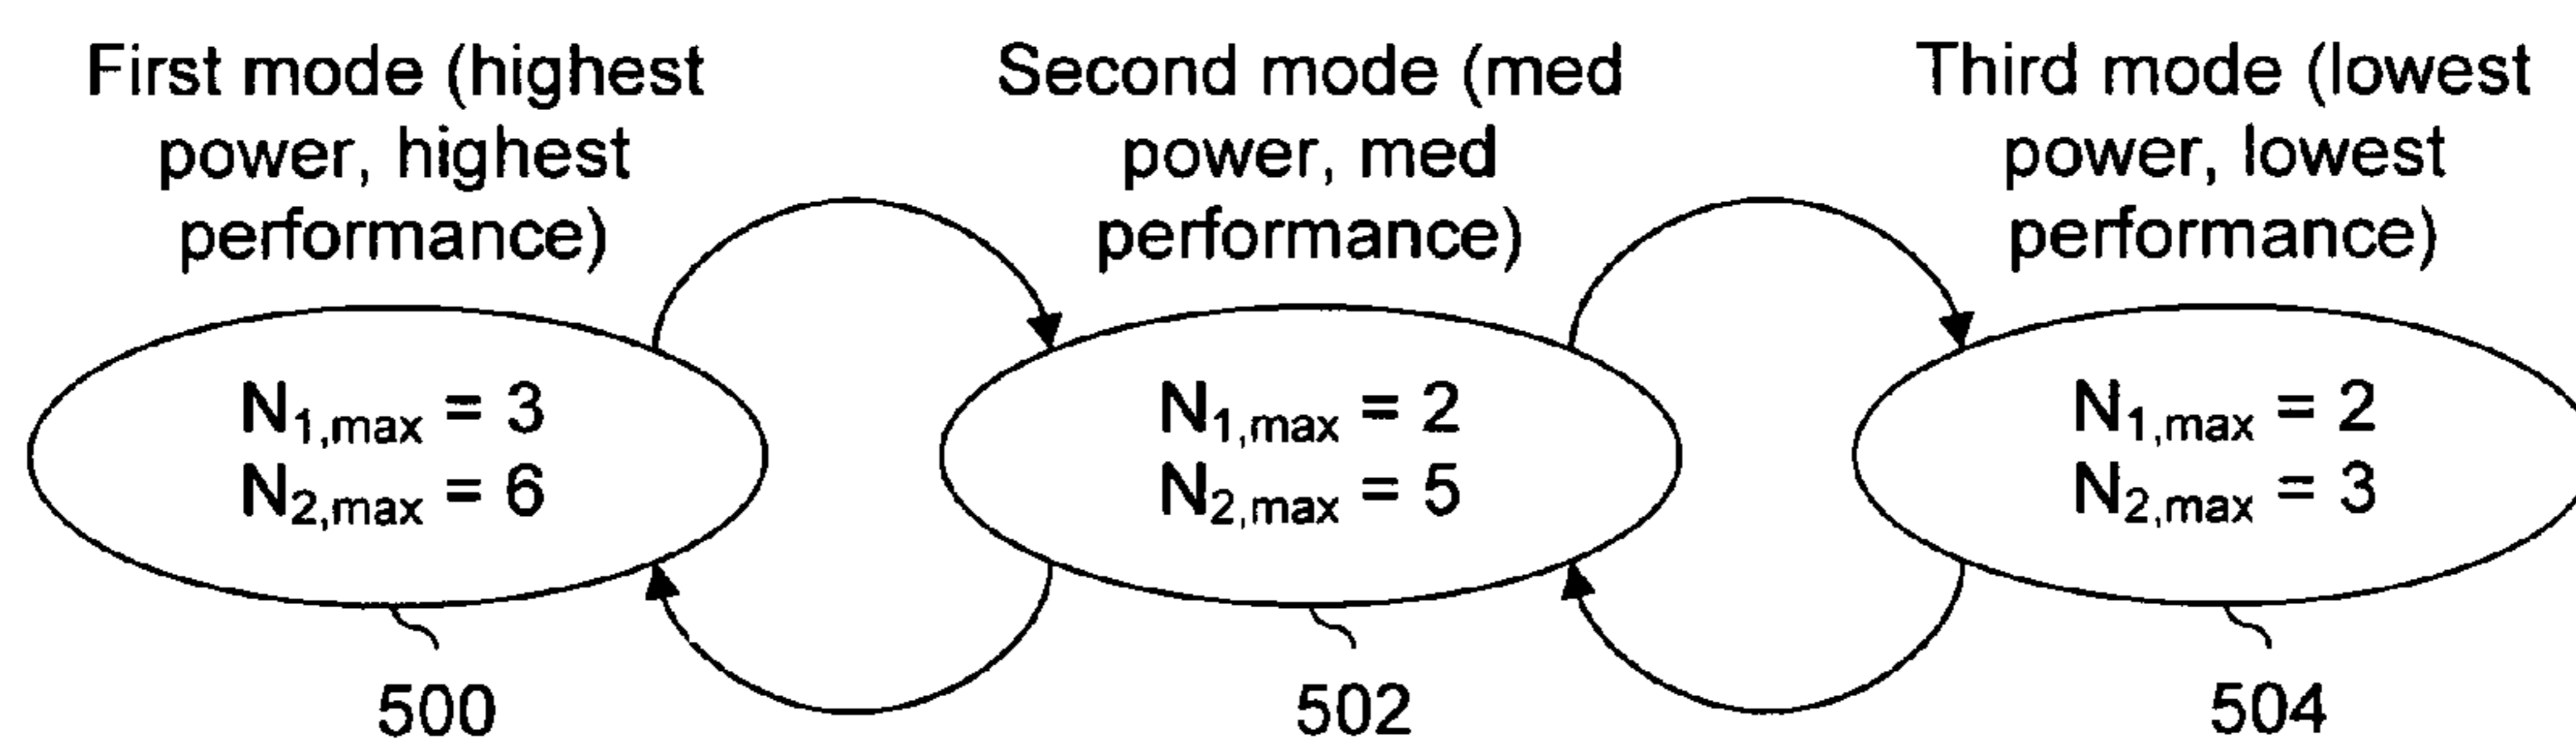 First mode (highest
power, highest
performance)
Second mode (med
power, med
performance)
Third mode (lowest
power, lowest
performance)
N1,max = 3
N2,max = 6
N1,max = 2
N2,max = 5
N1,max = 2
N2,max = 3
500
502
504